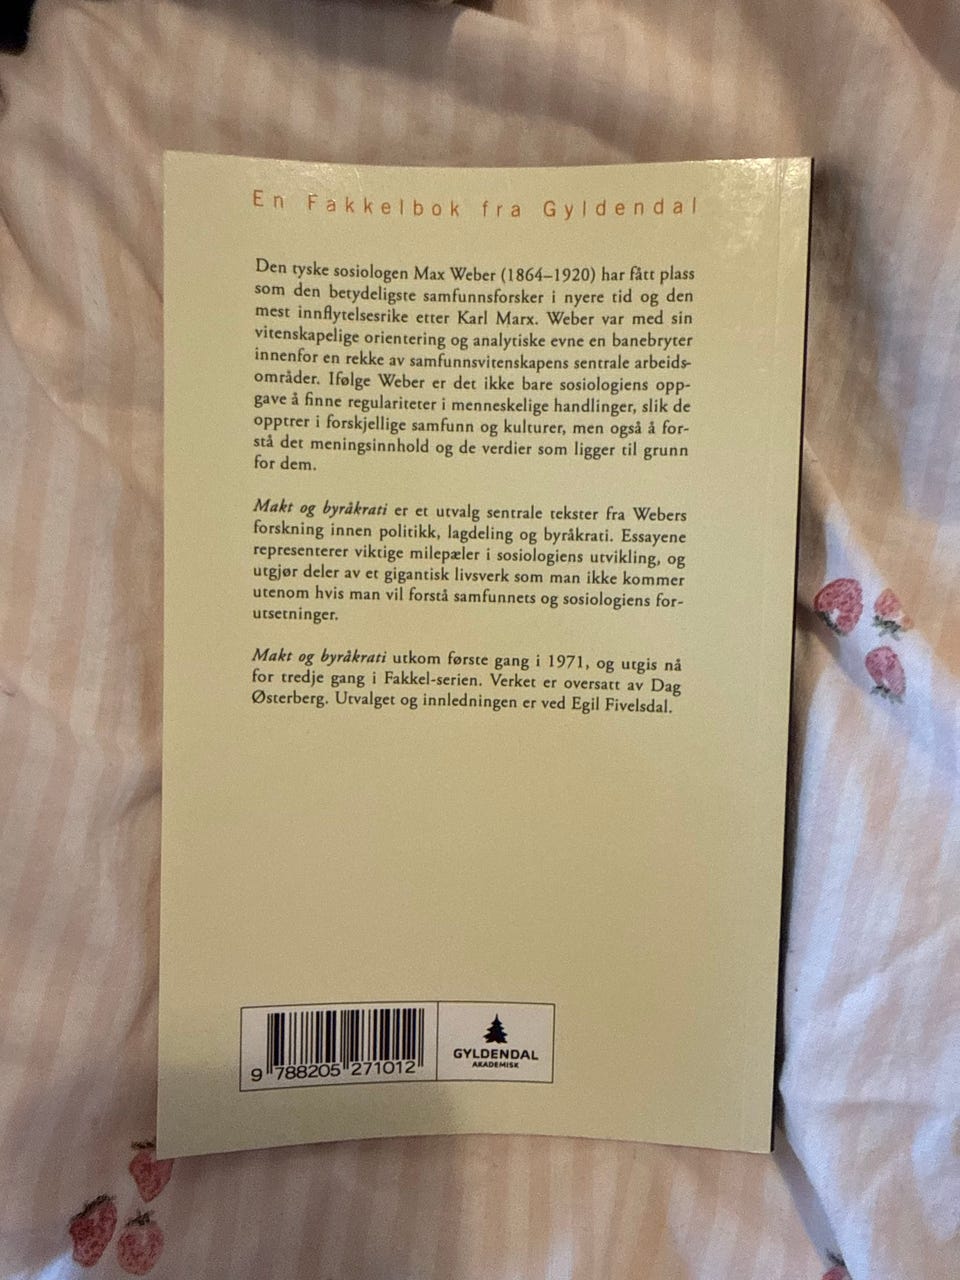 En Fakkelbok fra Gyldendal
Den tyske sosiologen Max Weber (1864–1920) har fått plass
som den betydeligste samfunnsforsker i nyere tid og den
mest innflytelsesrike etter Karl Marx. Weber var med sin
vitenskapelige orientering og analytiske evne en banebryter
innenfor en rekke av samfunnsvitenskapens sentrale arbeids-
områder. Ifølge Weber er det ikke bare sosiologiens opp-
gave å finne regulariteter i menneskelige handlinger, slik de
opptrer i forskjellige samfunn og kulturer, men også å for-
stå det meningsinnhold og de verdier som ligger til grunn
for dem.
Makt og byråkrati er et utvalg sentrale tekster fra Webers
forskning innen politikk, lagdeling og byråkrati. Essayene
representerer viktige milepæler i sosiologiens utvikling, og
utgjør deler av et gigantisk livsverk som man ikke kommer
utenom hvis man vil forstå samfunnets og sosiologiens for-
utsetninger.
Makt og byråkrati utkom første gang i 1971, og utgis nå
for tredje gang i Fakkel-serien. Verket er oversatt av Dag
Østerberg. Utvalget og innledningen er ved Egil Fivelsdal.
9 788205 271012
GYLDENDAL
AKADEMISK